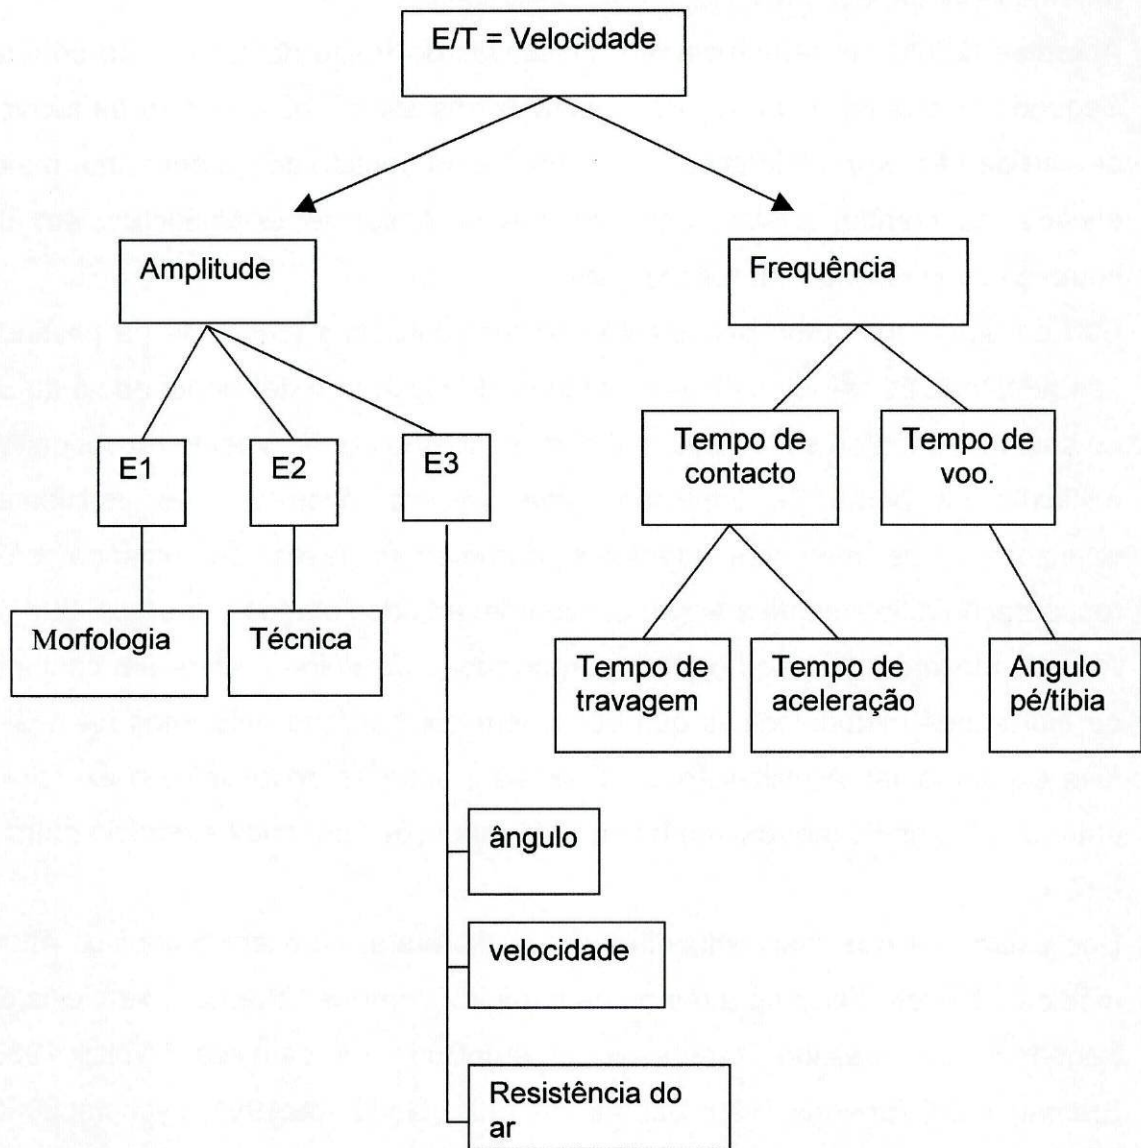 E/T = Velocidade
Amplitude
Frequência
E1
E2
E3
Tempo de
contacto
Tempo de
voo.
Morfologia
Técnica
Tempo de
travagem
Tempo de
aceleração
Angulo
pé/tíbia
ângulo
velocidade
Resistência do
ar